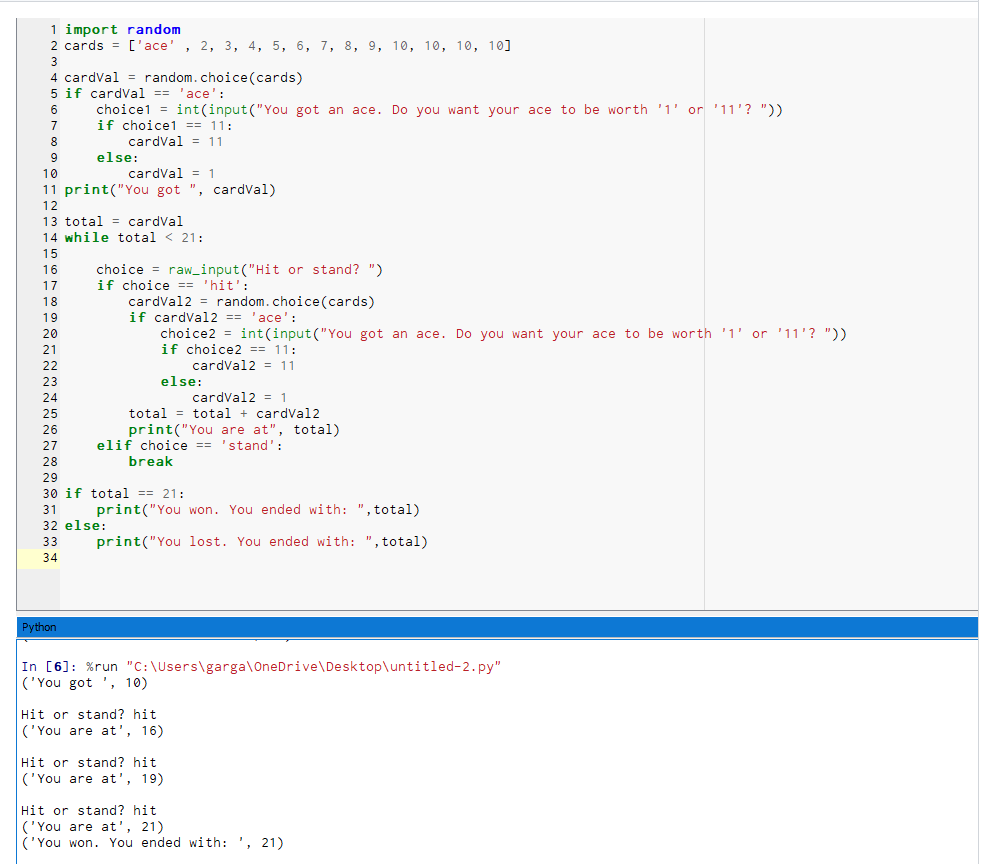 1 import random
2 cards = ['ace' , 2, 3, 4, 5, 6, 7, 8, 9, 10, 10, 10, 10]
3
4 cardVal = random.choice(cards)
5 if cardVal == 'ace':
6     choice1 = int(input("You got an ace. Do you want your ace to be worth '1' or '11'? "))
7     if choice1 == 11:
8         cardVal = 11
9     else:
10         cardVal = 1
11 print("You got ", cardVal)
12
13 total = cardVal
14 while total < 21:
15
16     choice = raw_input("Hit or stand? ")
17     if choice == 'hit':
18         cardVal2 = random.choice(cards)
19         if cardVal2 == 'ace':
20             choice2 = int(input("You got an ace. Do you want your ace to be worth '1' or '11'? "))
21             if choice2 == 11:
22                 cardVal2 = 11
23             else:
24                 cardVal2 = 1
25         total = total + cardVal2
26         print("You are at", total)
27     elif choice == 'stand':
28         break
29
30 if total == 21:
31     print("You won. You ended with: ",total)
32 else:
33     print("You lost. You ended with: ",total)
34
Python
In [6]: %run "C:\Users\garga\OneDrive\Desktop\untitled-2.py"
('You got ', 10)
Hit or stand? hit
('You are at', 16)
Hit or stand? hit
('You are at', 19)
Hit or stand? hit
('You are at', 21)
('You won. You ended with: ', 21)